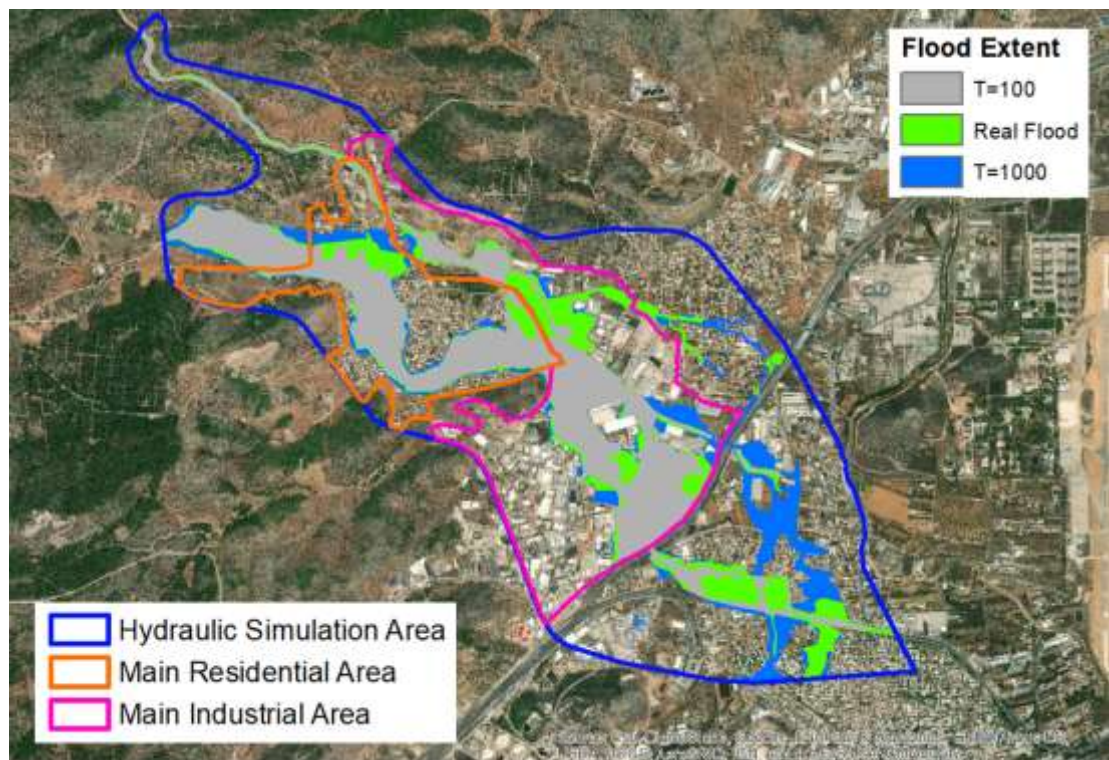 Flood Extent
T=100
Real Flood
T=1000
Hydraulic Simulation Area
Main Residential Area
Main Industrial Area